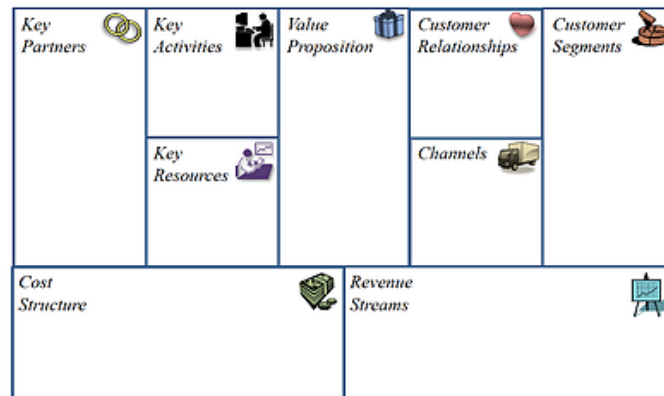 Key
Partners
Key
Activities
Key
Resources
Value
Proposition
Customer
Relationships
Channels
Customer
Segments
Cost
Structure
Revenue
Streams